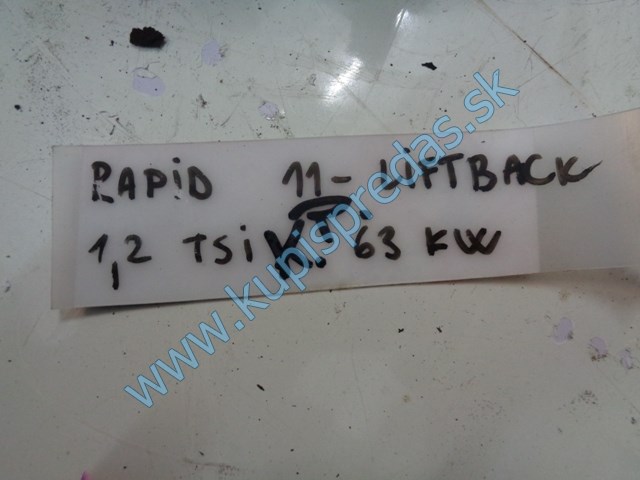 RAPID 11- LIFTBACK
1,2 TSI 63 KW
www.kupispredas.sk